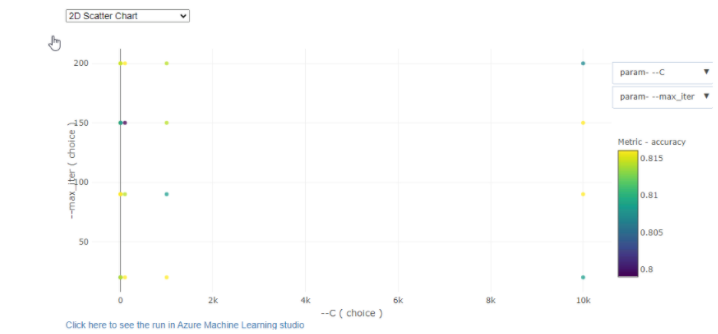 2D Scatter Chart
200
150
100
50
--max_iter ( choice )
0
2k
4k
6k
8k
10k
--C ( choice )
param- --C
param- --max_iter
Metric - accuracy
0.815
0.81
0.805
0.8
Click here to see the run in Azure Machine Learning studio